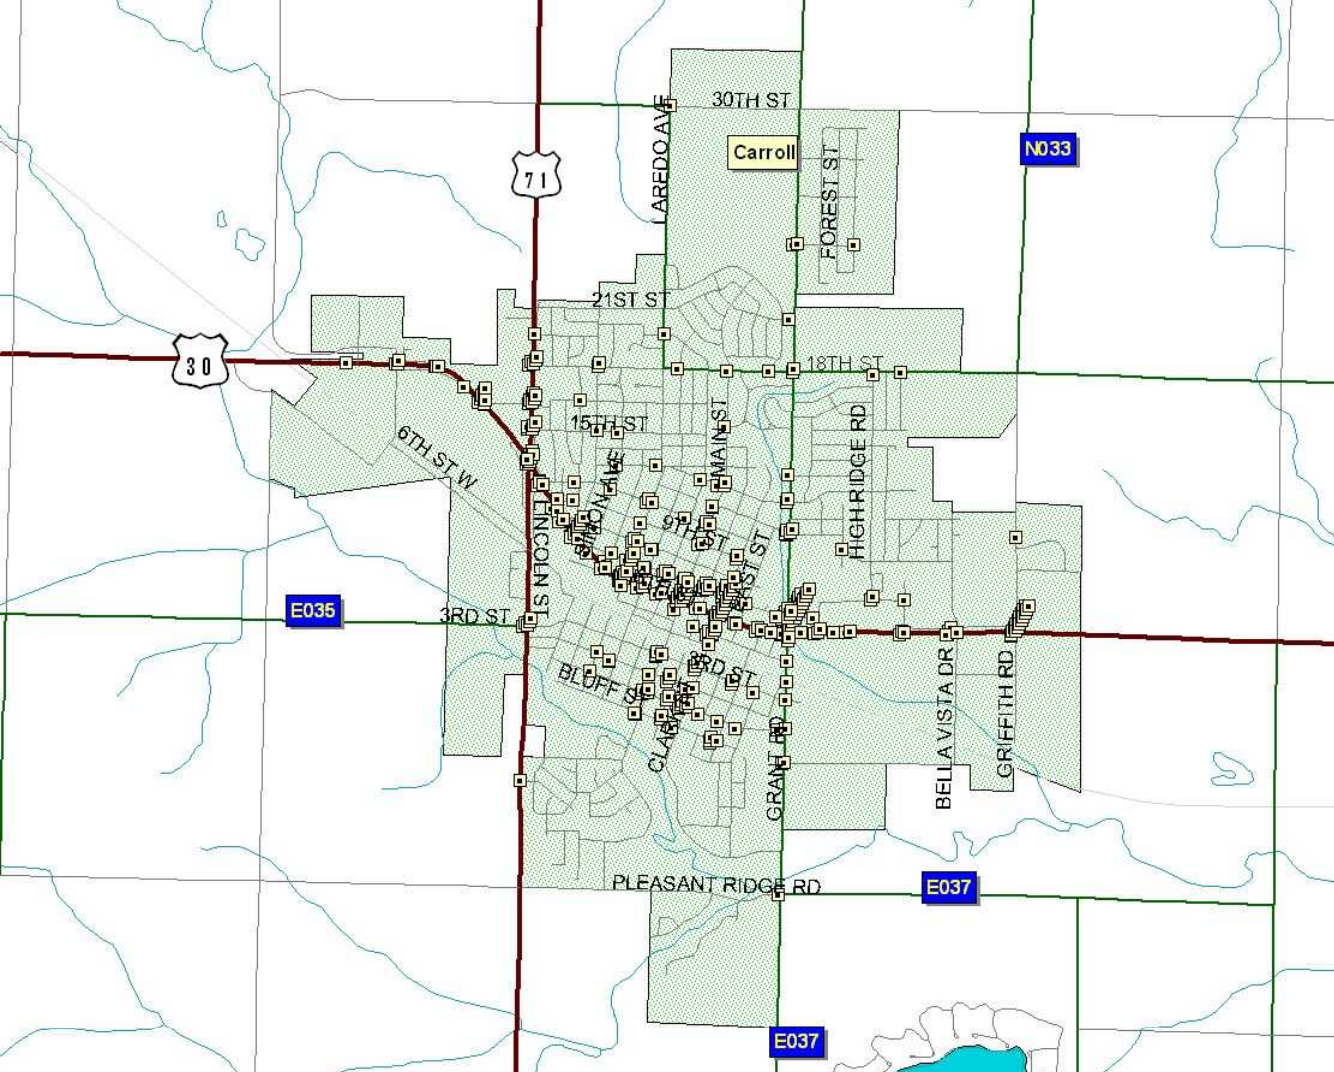 30TH ST
LAREDO AVE
Carroll
FOREST ST
N033
71
21ST ST
30
18TH ST
15TH ST
MAIN ST
HIGH RIDGE RD
6TH ST W
9TH ST
LINCOLN ST
E035
3RD ST
3RD ST
BLUFF ST
GRANT RD
BELLA VISTA DR
GRIFFITH RD
PLEASANT RIDGE RD
E037
E037